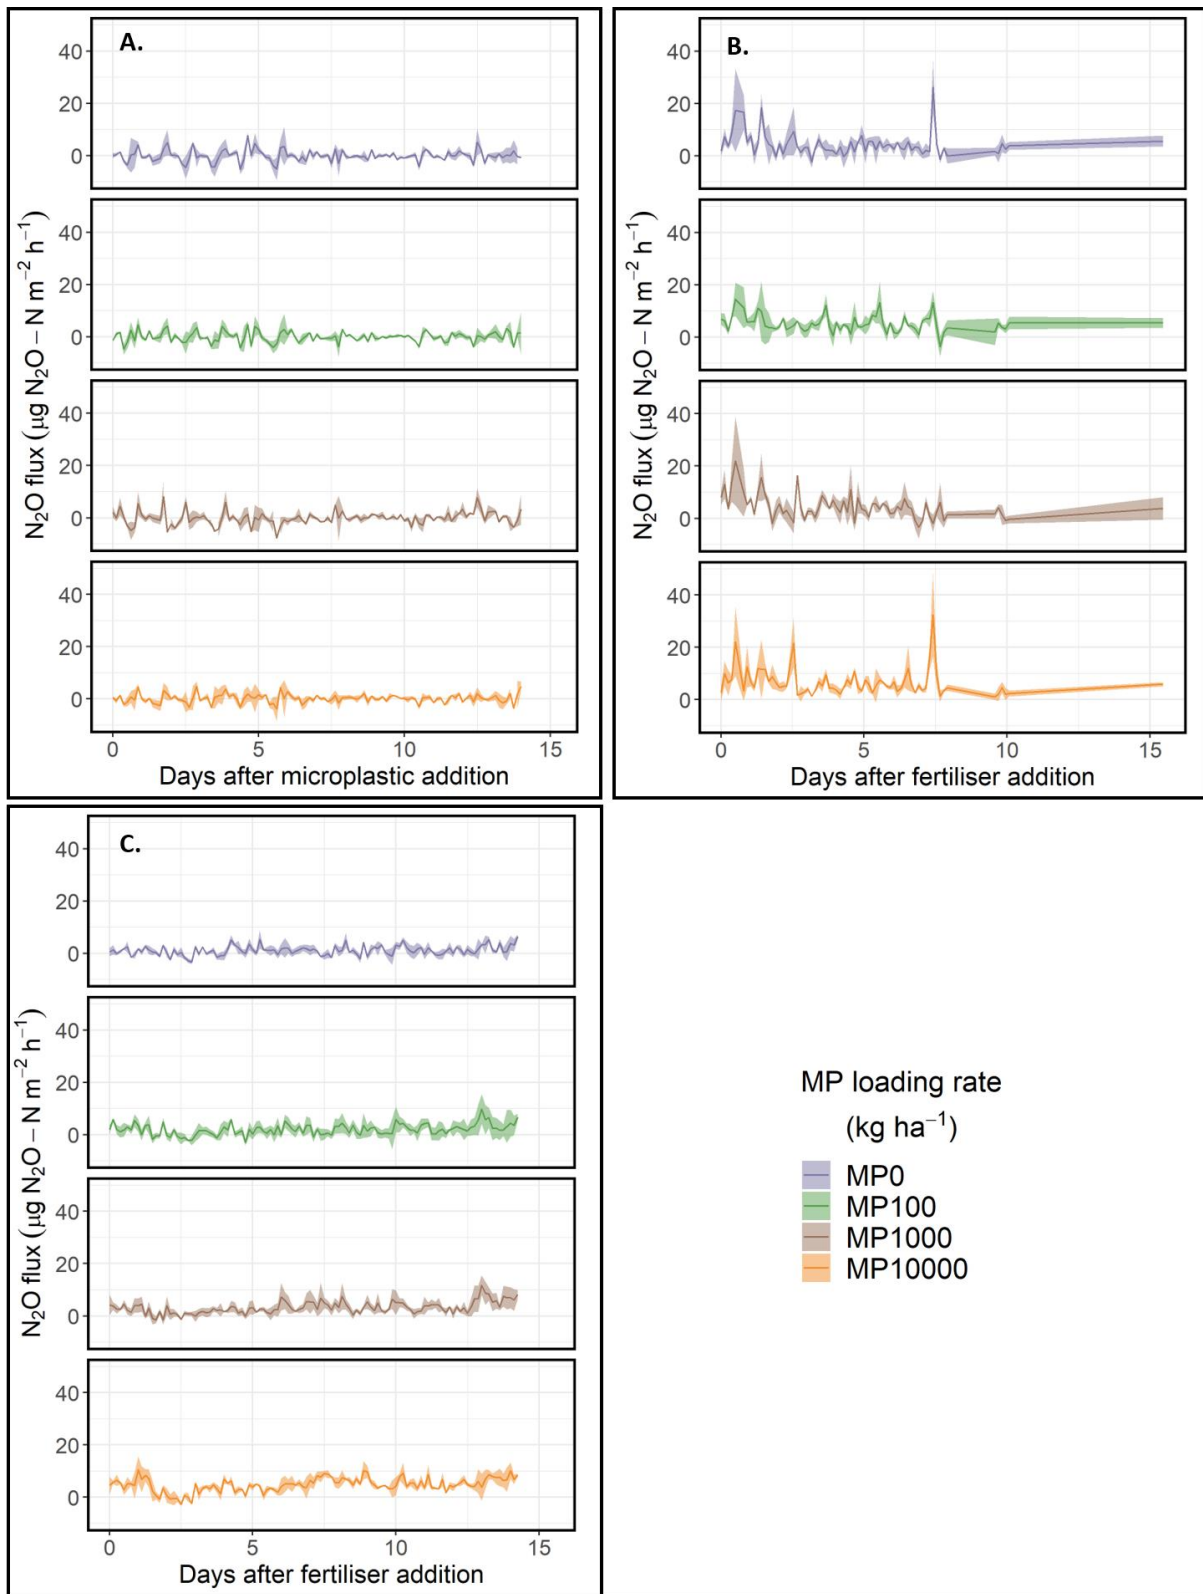 A.
40
20
0
40
20
0
40
20
0
40
20
0
N₂O flux (µg N₂O – N m⁻² h⁻¹)
0 5 10 15
Days after microplastic addition
B.
40
20
0
40
20
0
40
20
0
40
20
0
N₂O flux (µg N₂O – N m⁻² h⁻¹)
0 5 10 15
Days after fertiliser addition
C.
40
20
0
40
20
0
40
20
0
40
20
0
N₂O flux (µg N₂O – N m⁻² h⁻¹)
0 5 10 15
Days after fertiliser addition
MP loading rate
(kg ha⁻¹)
MP0
MP100
MP1000
MP10000